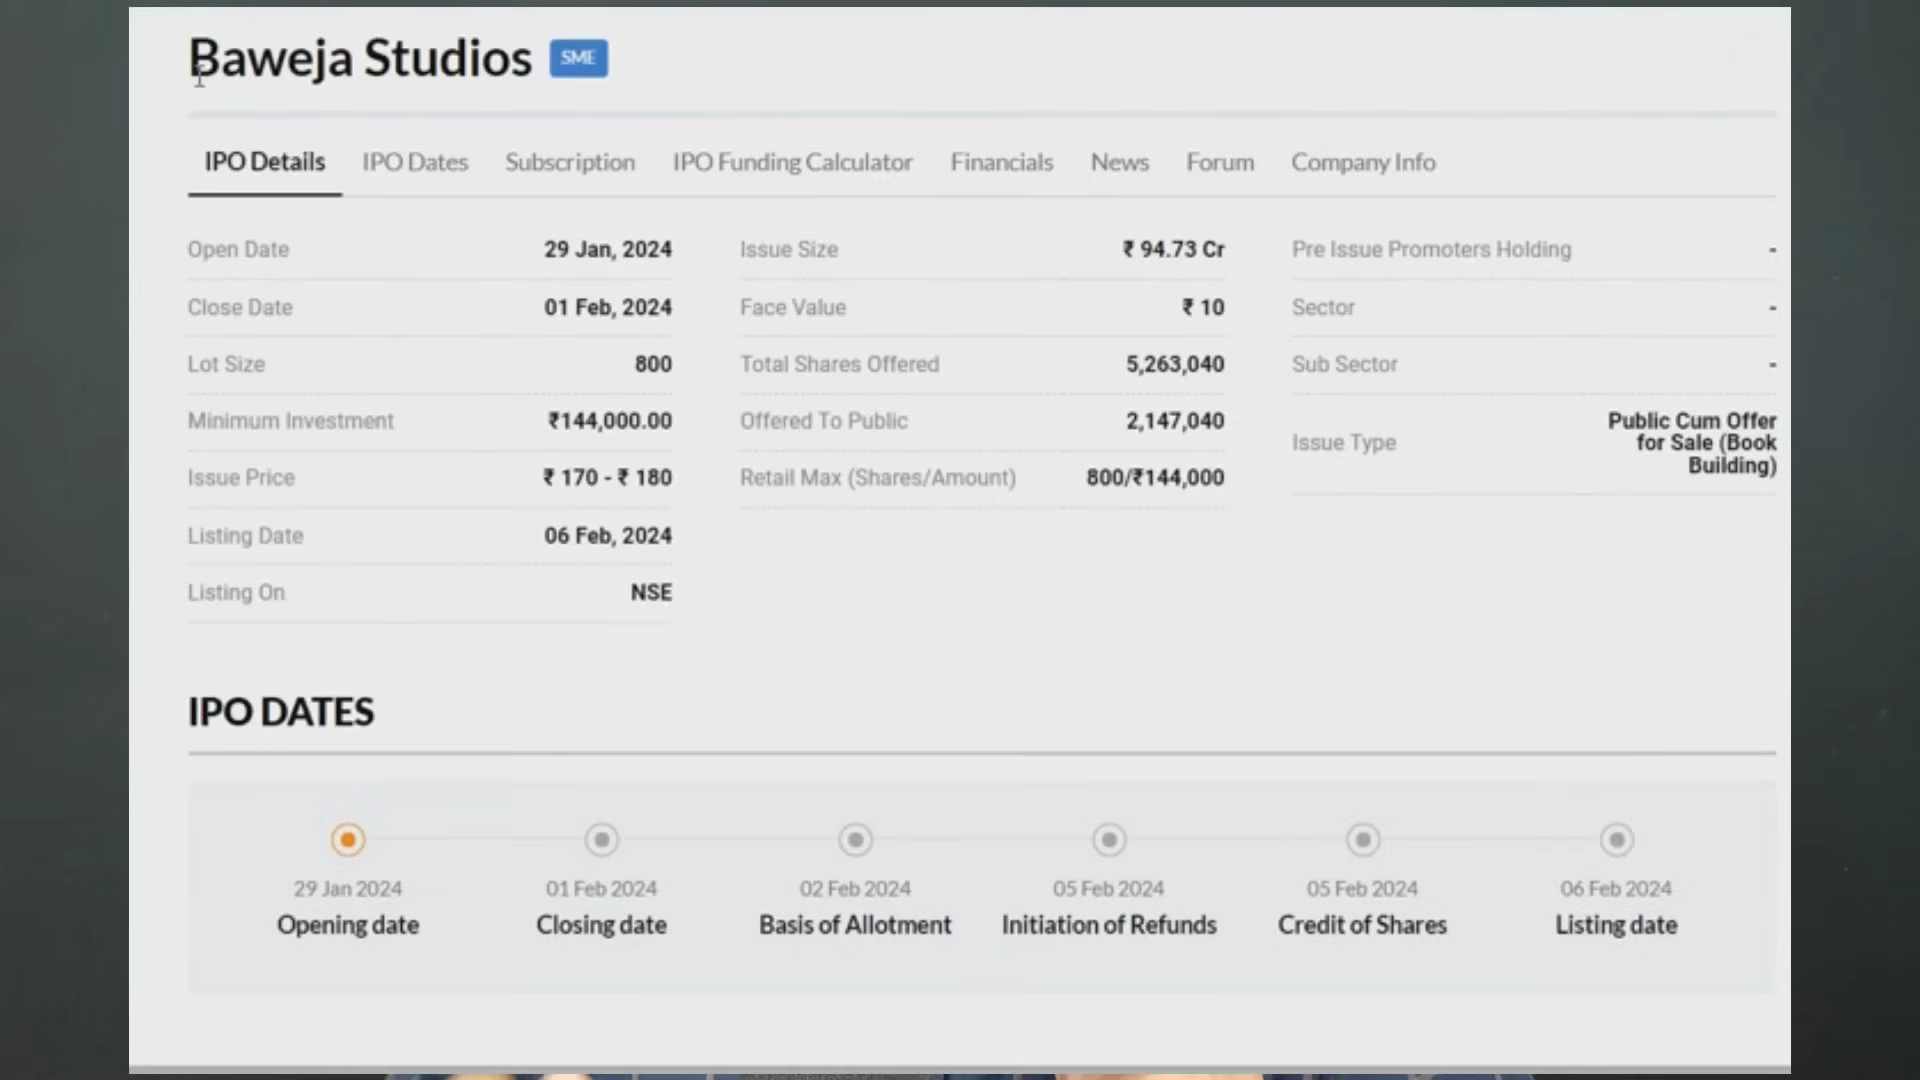 Baweja Studios SME
IPO Details IPO Dates Subscription IPO Funding Calculator Financials News Forum Company Info
Open Date 29 Jan, 2024
Close Date 01 Feb, 2024
Lot Size 800
Minimum Investment ₹144,000.00
Issue Price ₹ 170 - ₹ 180
Listing Date 06 Feb, 2024
Listing On NSE
Issue Size ₹ 94.73 Cr
Face Value ₹ 10
Total Shares Offered 5,263,040
Offered To Public 2,147,040
Retail Max (Shares/Amount) 800/₹144,000
Pre Issue Promoters Holding -
Sector -
Sub Sector -
Issue Type Public Cum Offer
for Sale (Book
Building)
IPO DATES
29 Jan 2024 01 Feb 2024 02 Feb 2024 05 Feb 2024 05 Feb 2024 06 Feb 2024
Opening date Closing date Basis of Allotment Initiation of Refunds Credit of Shares Listing date